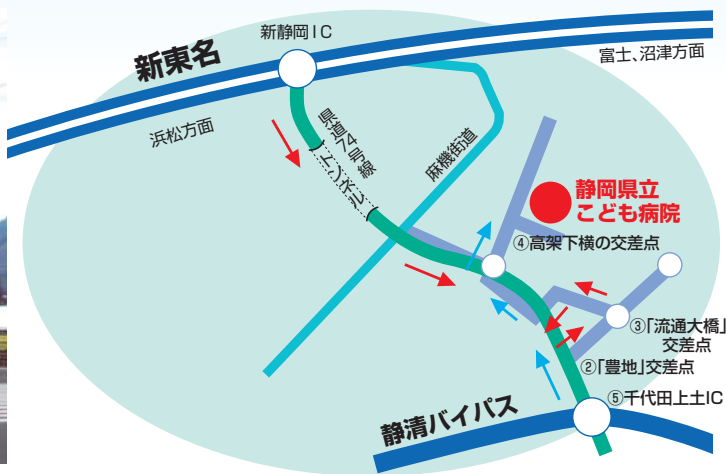 新静岡IC
新東名
富士、沼津方面
浜松方面
県道74号線
トンネル
麻機街道
静岡県立
こども病院
④高架下横の交差点
③「流通大橋」
交差点
②「豊地」交差点
⑤千代田上土IC
静清バイパス